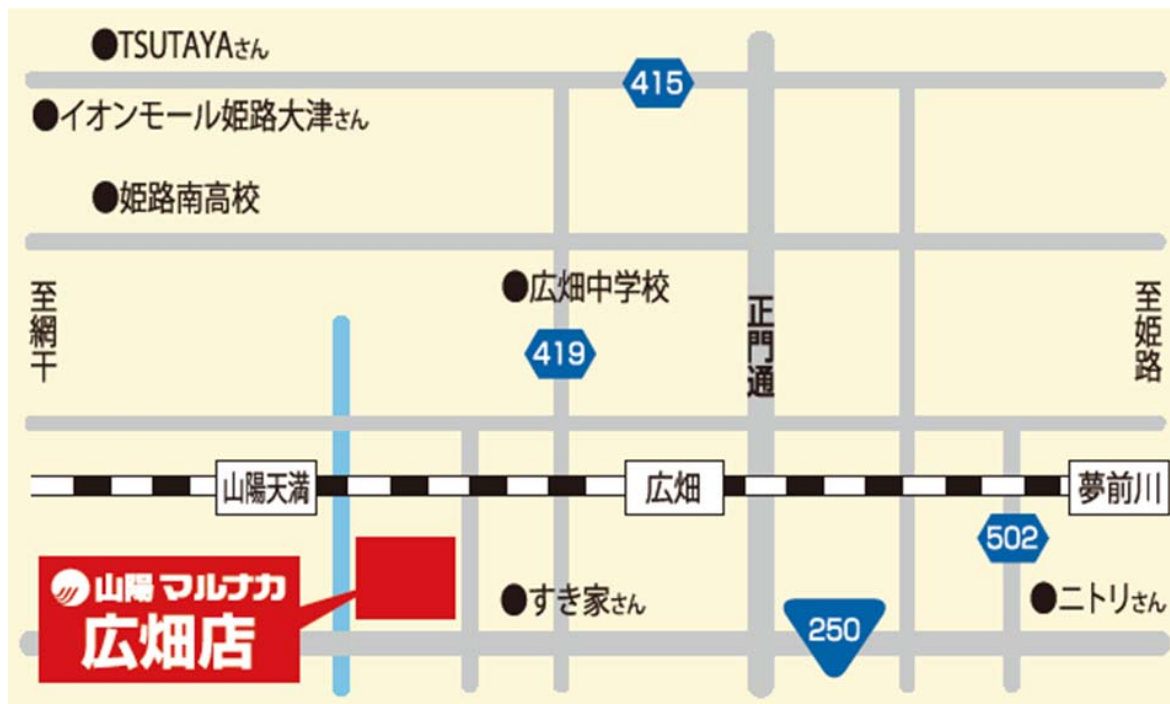 ●TSUTAYAさん
415
●イオンモール姫路大津さん
●姫路南高校
●広畑中学校
至網干
正門通
至姫路
419
山陽天満
広畑
夢前川
502
山陽 マルナカ
広畑店
●すき家さん
●ニトリさん
250